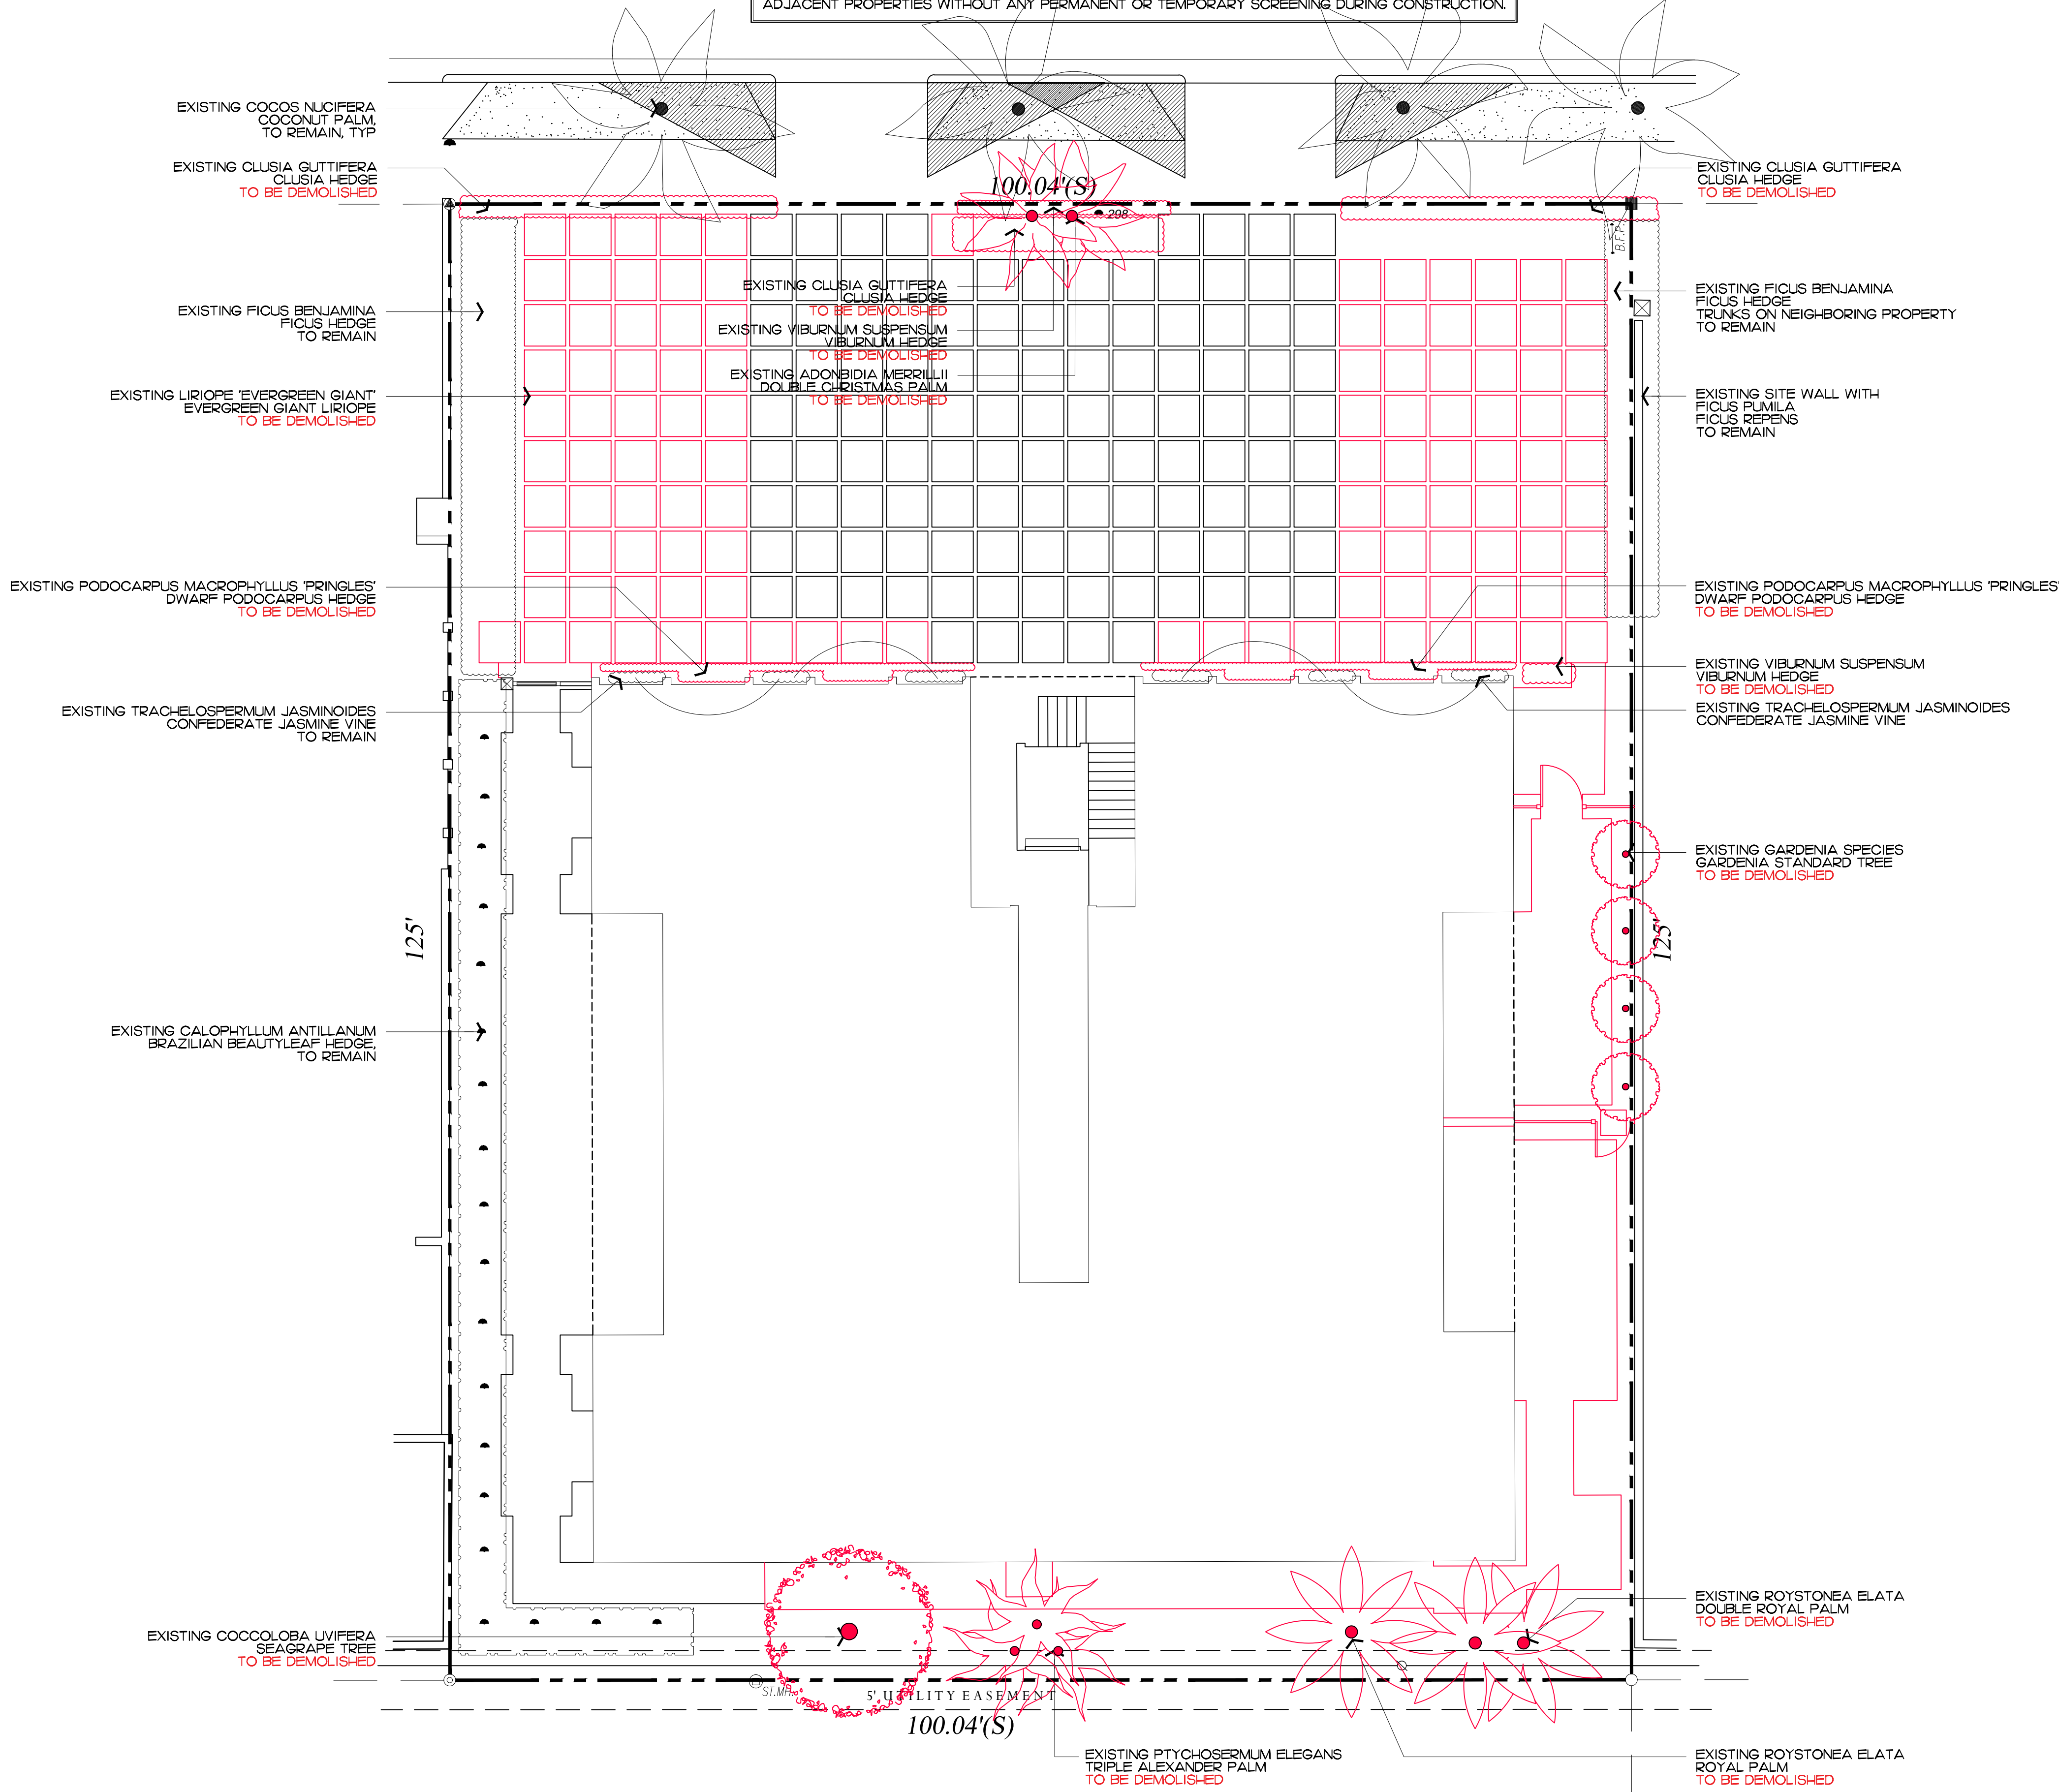 ADJACENT PROPERTIES WITHOUT ANY PERMANENT OR TEMPORARY SCREENING DURING CONSTRUCTION.
EXISTING COCOS NUCIFERA
COCONUT PALM,
TO REMAIN, TYP
EXISTING CLUSIA GUTTIFERA
CLUSIA HEDGE
TO BE DEMOLISHED
100.04'(S)
208
EXISTING CLUSIA GUTTIFERA
CLUSIA HEDGE
TO BE DEMOLISHED
B.F.P.
EXISTING FICUS BENJAMINA
FICUS HEDGE
TO REMAIN
EXISTING CLUSIA GUTTIFERA
CLUSIA HEDGE
TO BE DEMOLISHED
EXISTING VIBURNUM SUSPENSUM
VIBURNUM HEDGE
TO BE DEMOLISHED
EXISTING ADONBIDIA MERRILLII
DOUBLE CHRISTMAS PALM
TO BE DEMOLISHED
EXISTING FICUS BENJAMINA
FICUS HEDGE
TRUNKS ON NEIGHBORING PROPERTY
TO REMAIN
EXISTING LIRIOPE 'EVERGREEN GIANT'
EVERGREEN GIANT LIRIOPE
TO BE DEMOLISHED
EXISTING SITE WALL WITH
FICUS PUMILA
FICUS REPENS
TO REMAIN
EXISTING PODOCARPUS MACROPHYLLUS 'PRINGLES'
DWARF PODOCARPUS HEDGE
TO BE DEMOLISHED
EXISTING PODOCARPUS MACROPHYLLUS 'PRINGLES'
DWARF PODOCARPUS HEDGE
TO BE DEMOLISHED
EXISTING VIBURNUM SUSPENSUM
VIBURNUM HEDGE
TO BE DEMOLISHED
EXISTING TRACHELOSPERMUM JASMINOIDES
CONFEDERATE JASMINE VINE
TO REMAIN
EXISTING TRACHELOSPERMUM JASMINOIDES
CONFEDERATE JASMINE VINE
EXISTING GARDENIA SPECIES
GARDENIA STANDARD TREE
TO BE DEMOLISHED
125'
125'
EXISTING CALOPHYLLUM ANTILLANUM
BRAZILIAN BEAUTYLEAF HEDGE,
TO REMAIN
EXISTING COCCOLOBA UVIFERA
SEAGRAPE TREE
TO BE DEMOLISHED
EXISTING ROYSTONEA ELATA
DOUBLE ROYAL PALM
TO BE DEMOLISHED
ST.MH.
5' UTILITY EASEMENT
100.04'(S)
EXISTING PTYCHOSERMUM ELEGANS
TRIPLE ALEXANDER PALM
TO BE DEMOLISHED
EXISTING ROYSTONEA ELATA
ROYAL PALM
TO BE DEMOLISHED